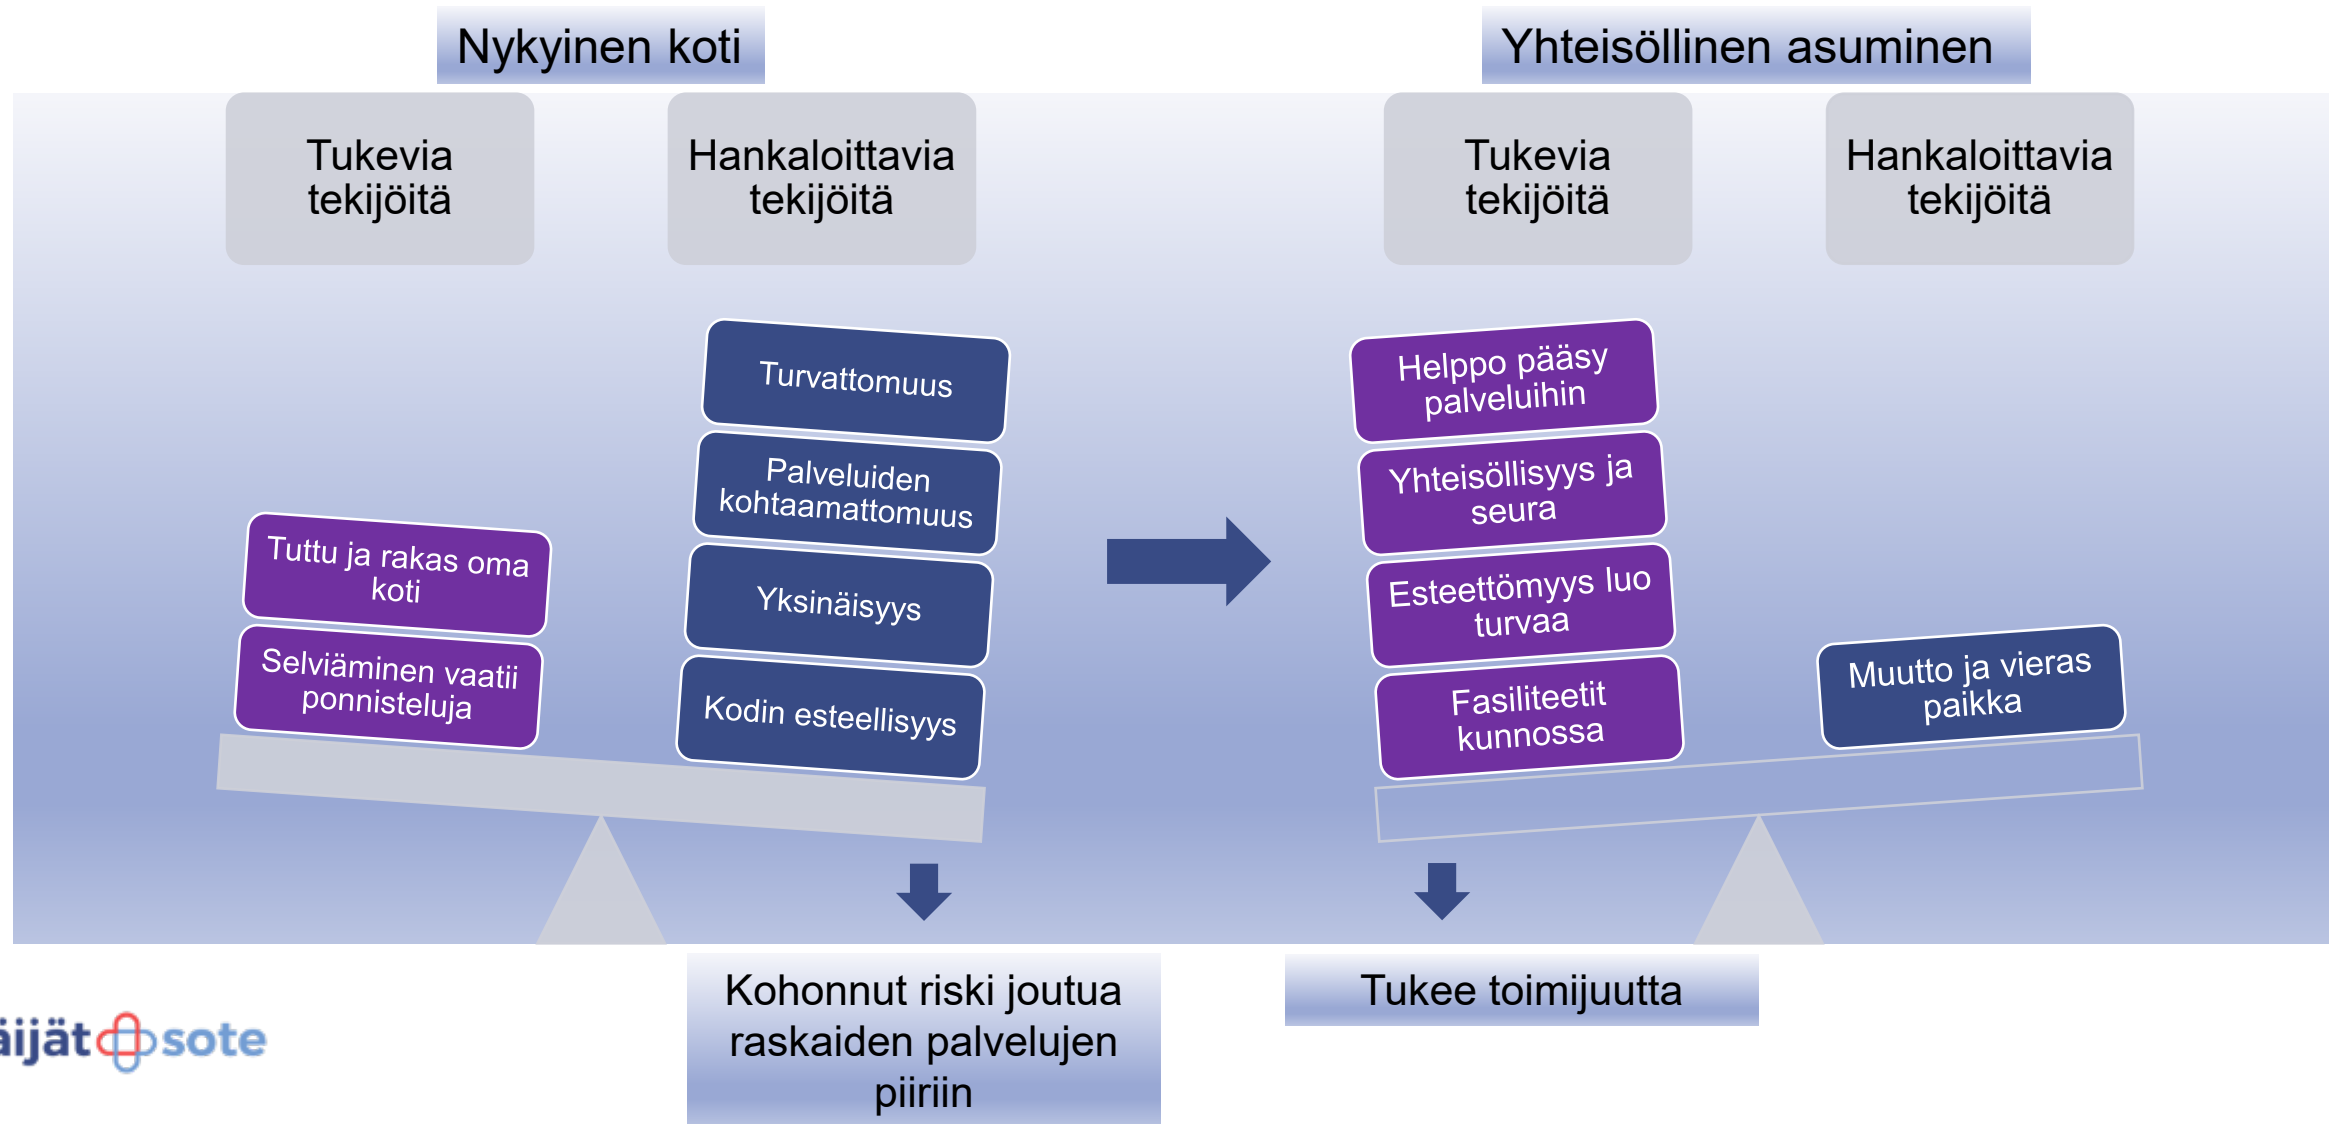 Nykyinen koti
Yhteisöllinen asuminen
Tukevia
tekijöitä
Hankaloittavia
tekijöitä
Tukevia
tekijöitä
Hankaloittavia
tekijöitä
Tuttu ja rakas oma
koti
Selviäminen vaatii
ponnisteluja
Turvattomuus
Palveluiden
kohtaamattomuus
Yksinäisyys
Kodin esteellisyys
Helppo pääsy
palveluihin
Yhteisöllisyys ja
seura
Esteettömyys luo
turvaa
Fasiliteetit
kunnossa
Muutto ja vieras
paikka
Kohonnut riski joutua
raskaiden palvelujen
piiriin
Tukee toimijuutta
äijät sote